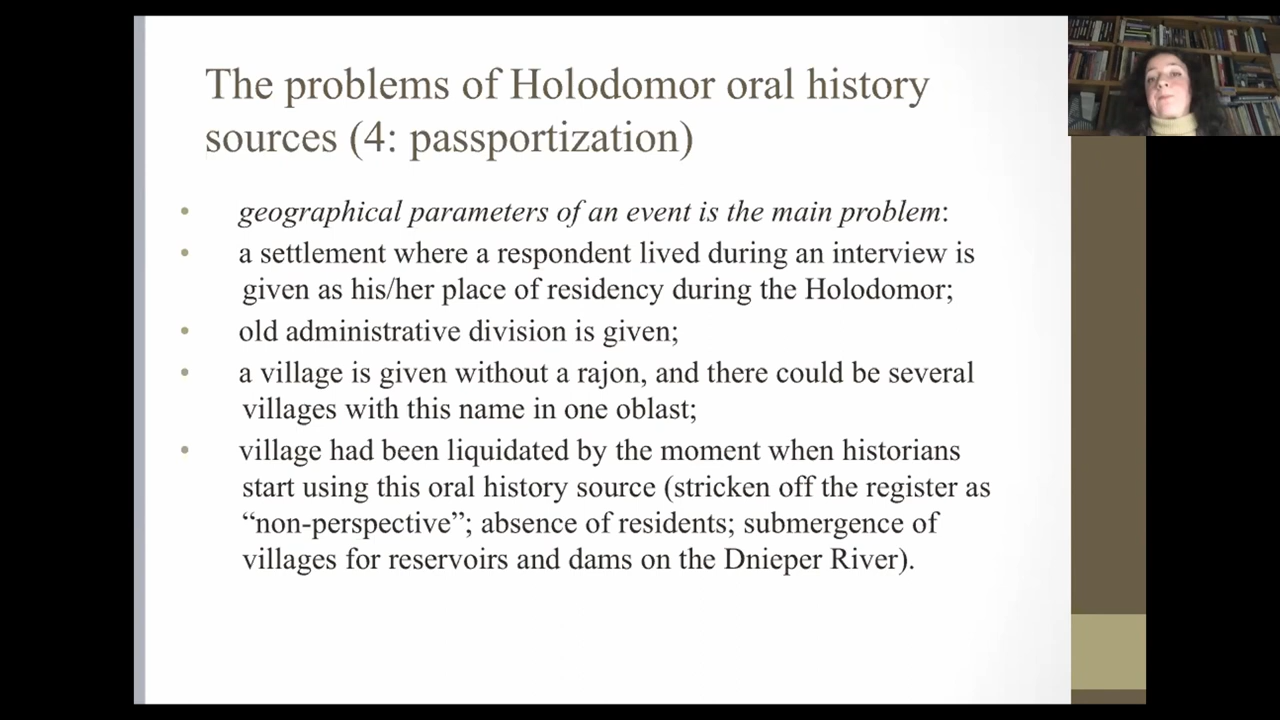 The problems of Holodomor oral history
sources (4: passportization)
• geographical parameters of an event is the main problem:
• a settlement where a respondent lived during an interview is
given as his/her place of residency during the Holodomor;
• old administrative division is given;
• a village is given without a rajon, and there could be several
villages with this name in one oblast;
• village had been liquidated by the moment when historians
start using this oral history source (stricken off the register as
“non-perspective”; absence of residents; submergence of
villages for reservoirs and dams on the Dnieper River).